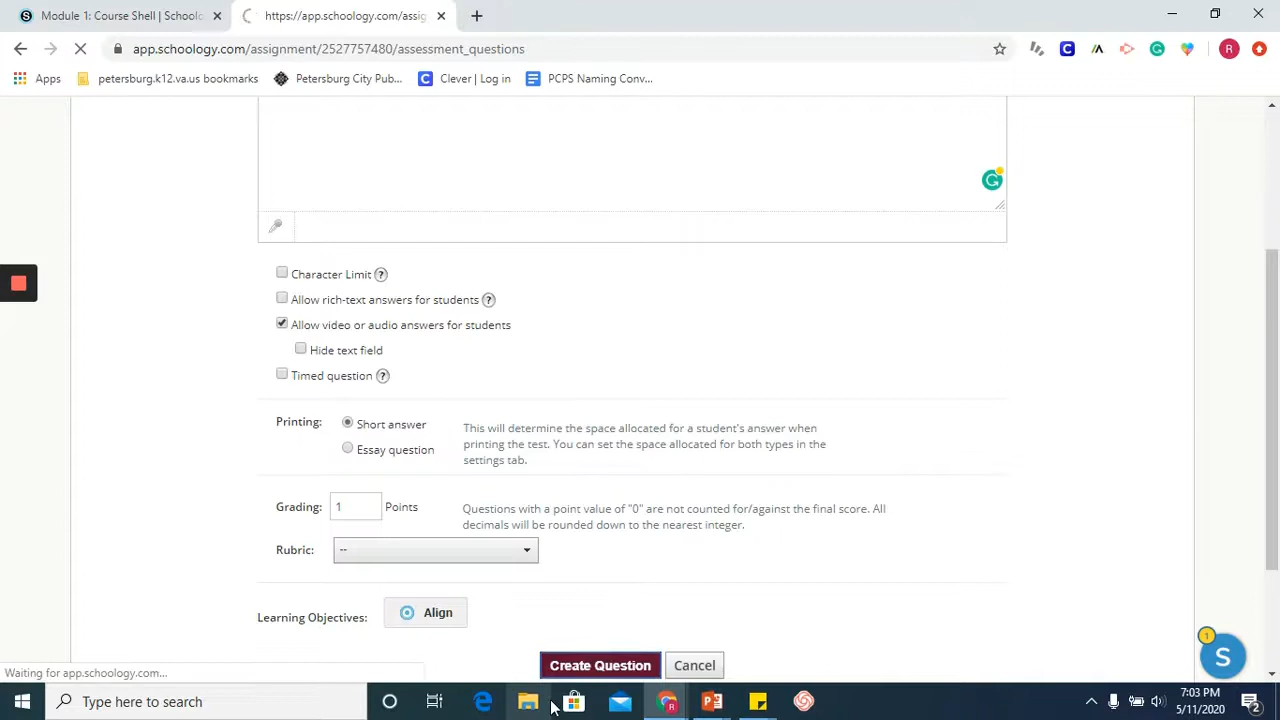 Module 1: Course Shell | Schoolo
https://app.schoology.com/assig
app.schoology.com/assignment/2527757480/assessment_questions
R
Apps
petersburg.k12.va.us bookmarks
Petersburg City Pub...
Clever | Log in
PCPS Naming Conv...
Character Limit ?
Allow rich-text answers for students ?
Allow video or audio answers for students
Hide text field
Timed question ?
Printing:
Short answer
Essay question
This will determine the space allocated for a student's answer when
printing the test. You can set the space allocated for both types in the
settings tab.
Grading: 1 Points
Questions with a point value of "0" are not counted for/against the final score. All
decimals will be rounded down to the nearest integer.
Rubric: --
Learning Objectives: Align
1
S
Create Question Cancel
Waiting for app.schoology.com...
Type here to search
7:03 PM
5/11/2020
2